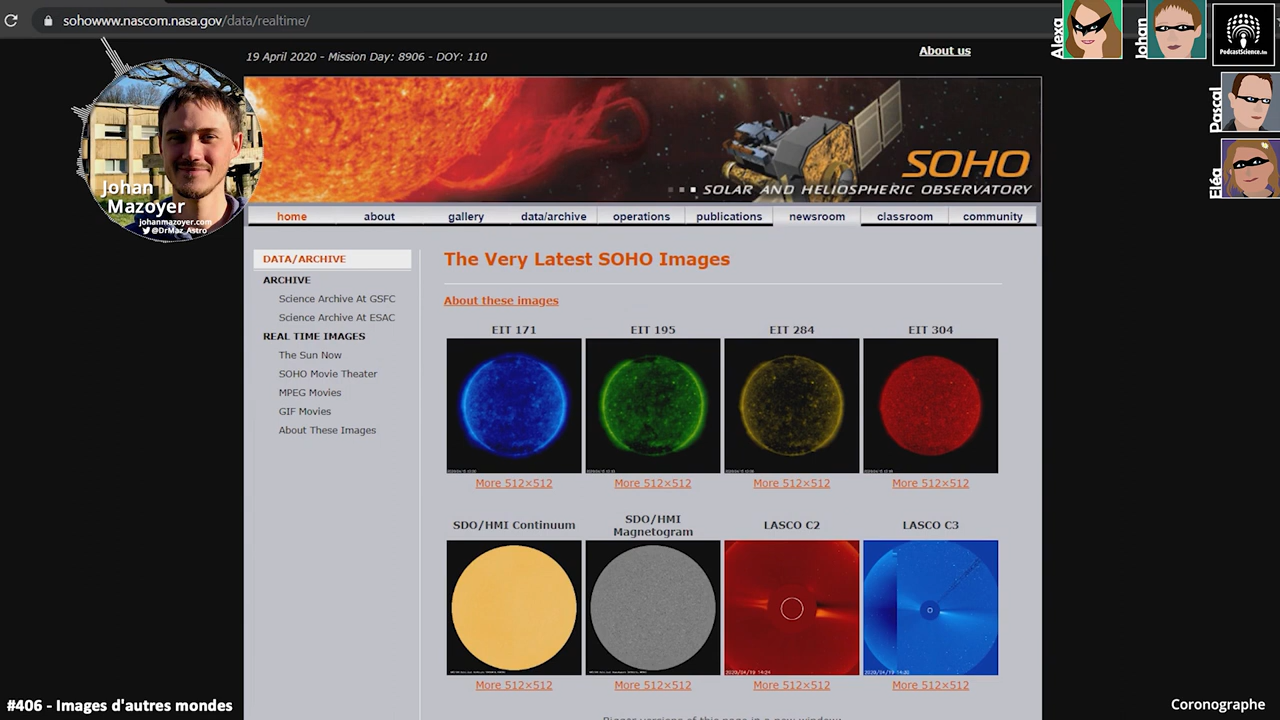 sohowww.nascom.nasa.gov/data/realtime/
19 April 2020 - Mission Day: 8906 - DOY: 110
About us
Alexa
Johan
PodcastScience.fm
Pascal
Eléa
Johan
Mazoyer
johanmazoyer.com
@DrMaz_Astro
SOHO
SOLAR AND HELIOSPHERIC OBSERVATORY
home about gallery data/archive operations publications newsroom classroom community
DATA/ARCHIVE
ARCHIVE
Science Archive At GSFC
Science Archive At ESAC
REAL TIME IMAGES
The Sun Now
SOHO Movie Theater
MPEG Movies
GIF Movies
About These Images
The Very Latest SOHO Images
About these images
EIT 171 EIT 195 EIT 284 EIT 304
More 512×512 More 512×512 More 512×512 More 512×512
SDO/HMI Continuum
SDO/HMI
Magnetogram
LASCO C2
LASCO C3
2020/04/19 14:24
More 512×512 More 512×512 More 512×512 More 512×512
#406 - Images d'autres mondes
Coronographe